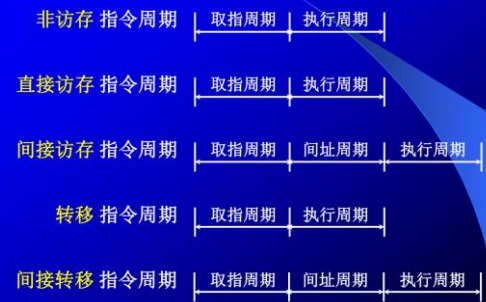 非访存 指令周期 取指周期 执行周期
直接访存 指令周期 取指周期 执行周期
间接访存 指令周期 取指周期 间址周期 执行周期
转移 指令周期 取指周期 执行周期
间接转移 指令周期 取指周期 间址周期 执行周期